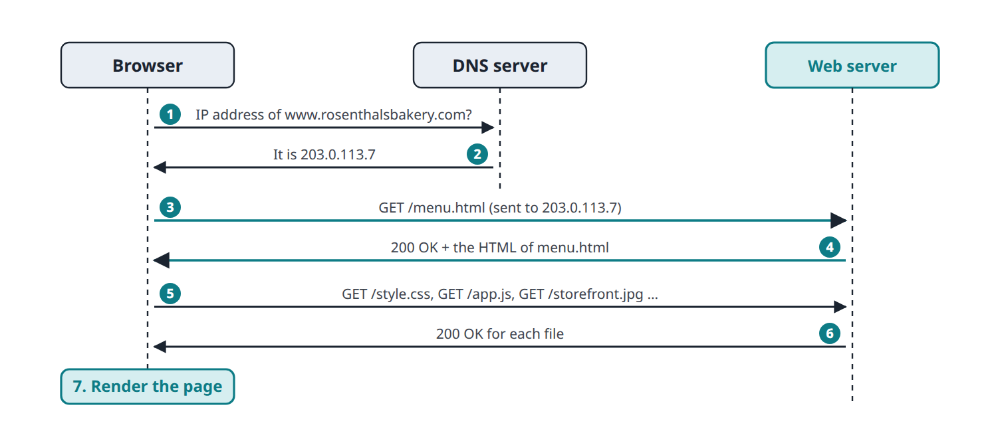 Browser
DNS server
Web server
1 IP address of www.rosenthalsbakery.com?
It is 203.0.113.7 2
3 GET /menu.html (sent to 203.0.113.7)
200 OK + the HTML of menu.html 4
5 GET /style.css, GET /app.js, GET /storefront.jpg ...
200 OK for each file 6
7. Render the page